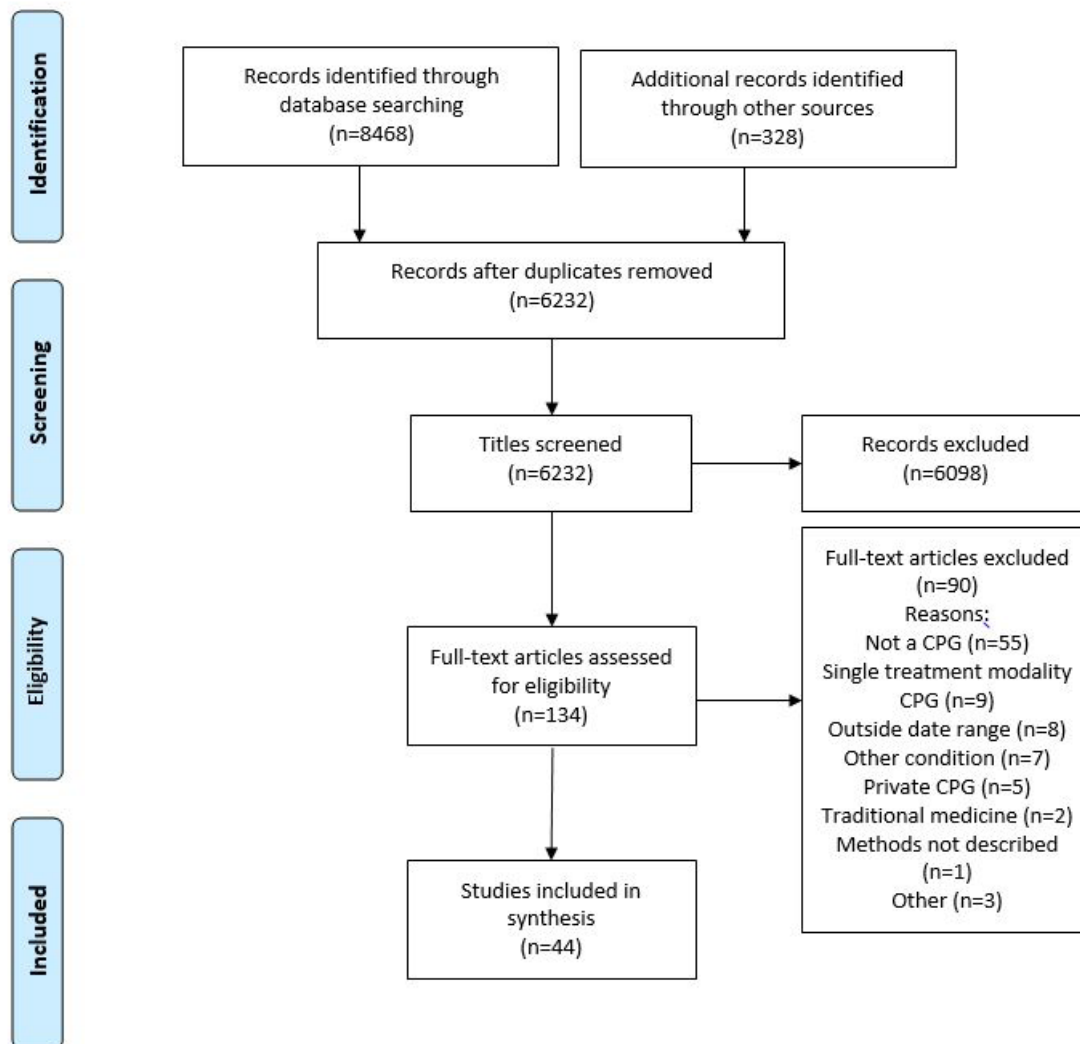 Identification
Records identified through
database searching
(n=8468)
Additional records identified
through other sources
(n=328)
Records after duplicates removed
(n=6232)
Screening
Titles screened
(n=6232)
Records excluded
(n=6098)
Eligibility
Full-text articles assessed
for eligibility
(n=134)
Full-text articles excluded
(n=90)
Reasons:
Not a CPG (n=55)
Single treatment modality
CPG (n=9)
Outside date range (n=8)
Other condition (n=7)
Private CPG (n=5)
Traditional medicine (n=2)
Methods not described
(n=1)
Other (n=3)
Included
Studies included in
synthesis
(n=44)